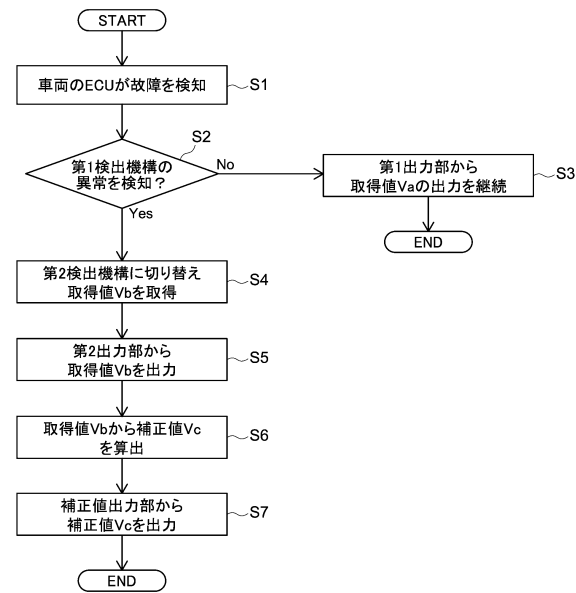 START
車両のECUが故障を検知
S1
第1検出機構の
異常を検知？
S2
No
Yes
第1出力部から
取得値Vaの出力を継続
S3
END
第2検出機構に切り替え
取得値Vbを取得
S4
第2出力部から
取得値Vbを出力
S5
取得値Vbから補正値Vc
を算出
S6
補正値出力部から
補正値Vcを出力
S7
END